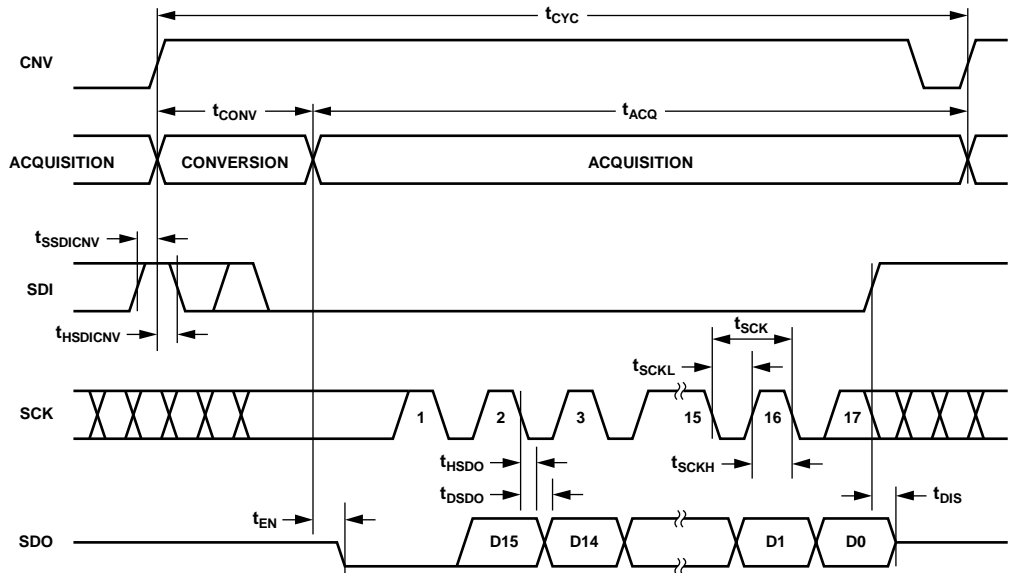 tCYC
CNV
tCONV
tACQ
ACQUISITION
CONVERSION
ACQUISITION
tSSDICNV
SDI
tHSDICNV
tSCK
tSCKL
SCK
1
2
3
15
16
17
tHSDO
tSCKH
tDSDO
tDIS
tEN
SDO
D15
D14
D1
D0